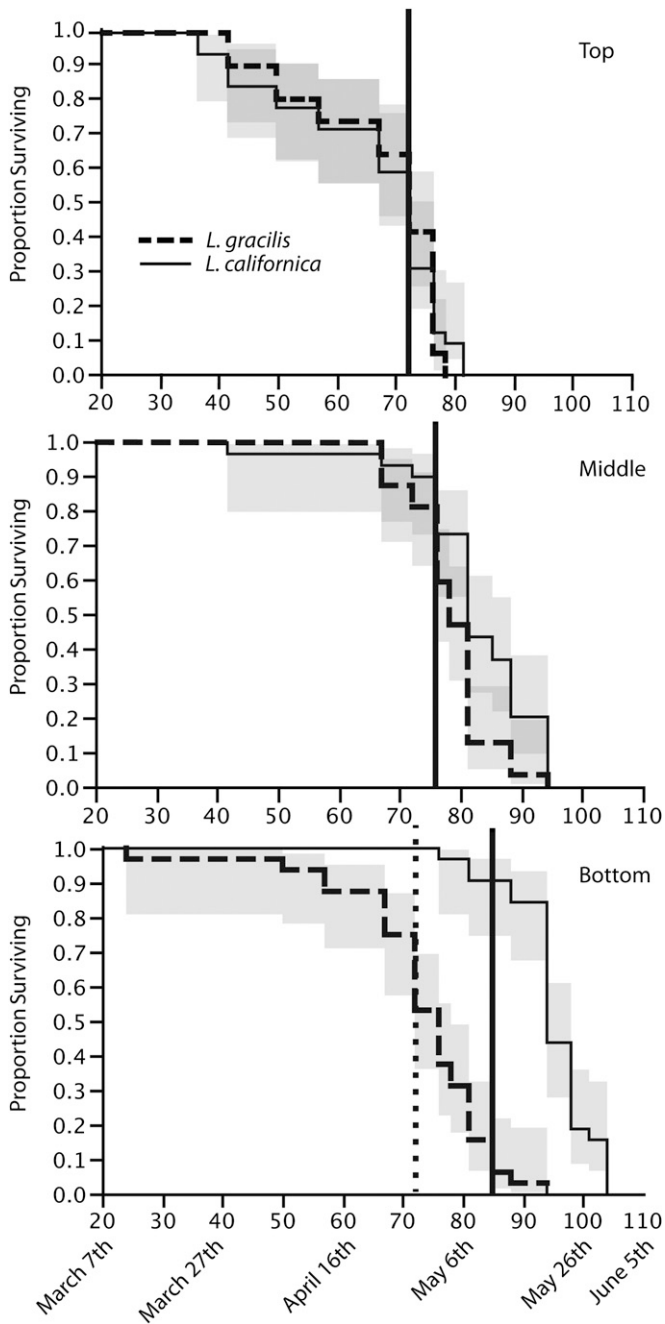 Top
Proportion Surviving
1.0
0.9
0.8
0.7
0.6
0.5
0.4
0.3
0.2
0.1
0.0
L. gracilis
L. californica
20 30 40 50 60 70 80 90 100 110
Middle
Proportion Surviving
1.0
0.9
0.8
0.7
0.6
0.5
0.4
0.3
0.2
0.1
0.0
20 30 40 50 60 70 80 90 100 110
Bottom
Proportion Surviving
1.0
0.9
0.8
0.7
0.6
0.5
0.4
0.3
0.2
0.1
0.0
20 30 40 50 60 70 80 90 100 110
March 7th
March 27th
April 16th
May 6th
May 26th
June 5th